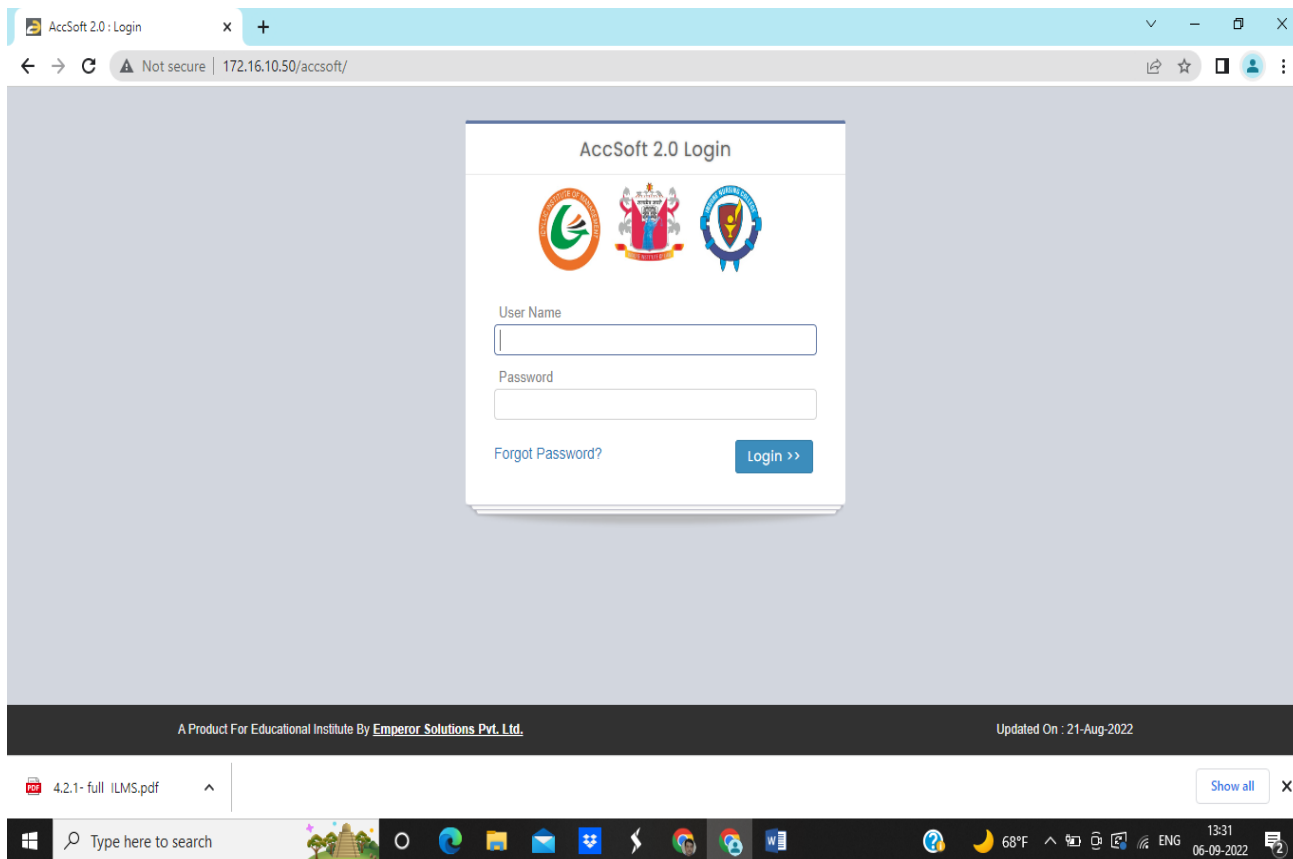 AccSoft 2.0 : Login
Not secure
172.16.10.50/accsoft/
AccSoft 2.0 Login
User Name
Password
Forgot Password?
Login >>
A Product For Educational Institute By Emperor Solutions Pvt. Ltd.
Updated On : 21-Aug-2022
4.2.1- full ILMS.pdf
Show all
Type here to search
68°F
ENG
13:31
06-09-2022
2